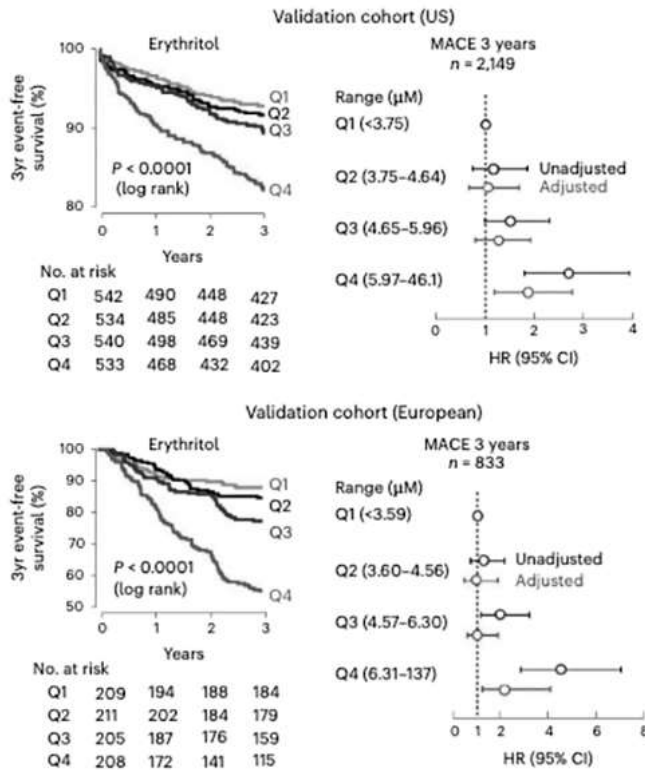 Validation cohort (US)
Erythritol
100
90
80
3yr event-free
survival (%)
Q1
Q2
Q3
Q4
P < 0.0001
(log rank)
0 1 2 3
Years
No. at risk
Q1 542 490 448 427
Q2 534 485 448 423
Q3 540 498 469 439
Q4 533 468 432 402
MACE 3 years
n = 2,149
Range (μM)
Q1 (<3.75)
Q2 (3.75–4.64)
Unadjusted
Adjusted
Q3 (4.65–5.96)
Q4 (5.97–46.1)
0 1 2 3 4
HR (95% CI)
Validation cohort (European)
Erythritol
100
90
80
70
60
50
3yr event-free
survival (%)
Q1
Q2
Q3
Q4
P < 0.0001
(log rank)
0 1 2 3
Years
No. at risk
Q1 209 194 188 184
Q2 211 202 184 179
Q3 205 187 176 159
Q4 208 172 141 115
MACE 3 years
n = 833
Range (μM)
Q1 (<3.59)
Q2 (3.60–4.56)
Unadjusted
Adjusted
Q3 (4.57–6.30)
Q4 (6.31–137)
0 1 2 4 6 8
HR (95% CI)